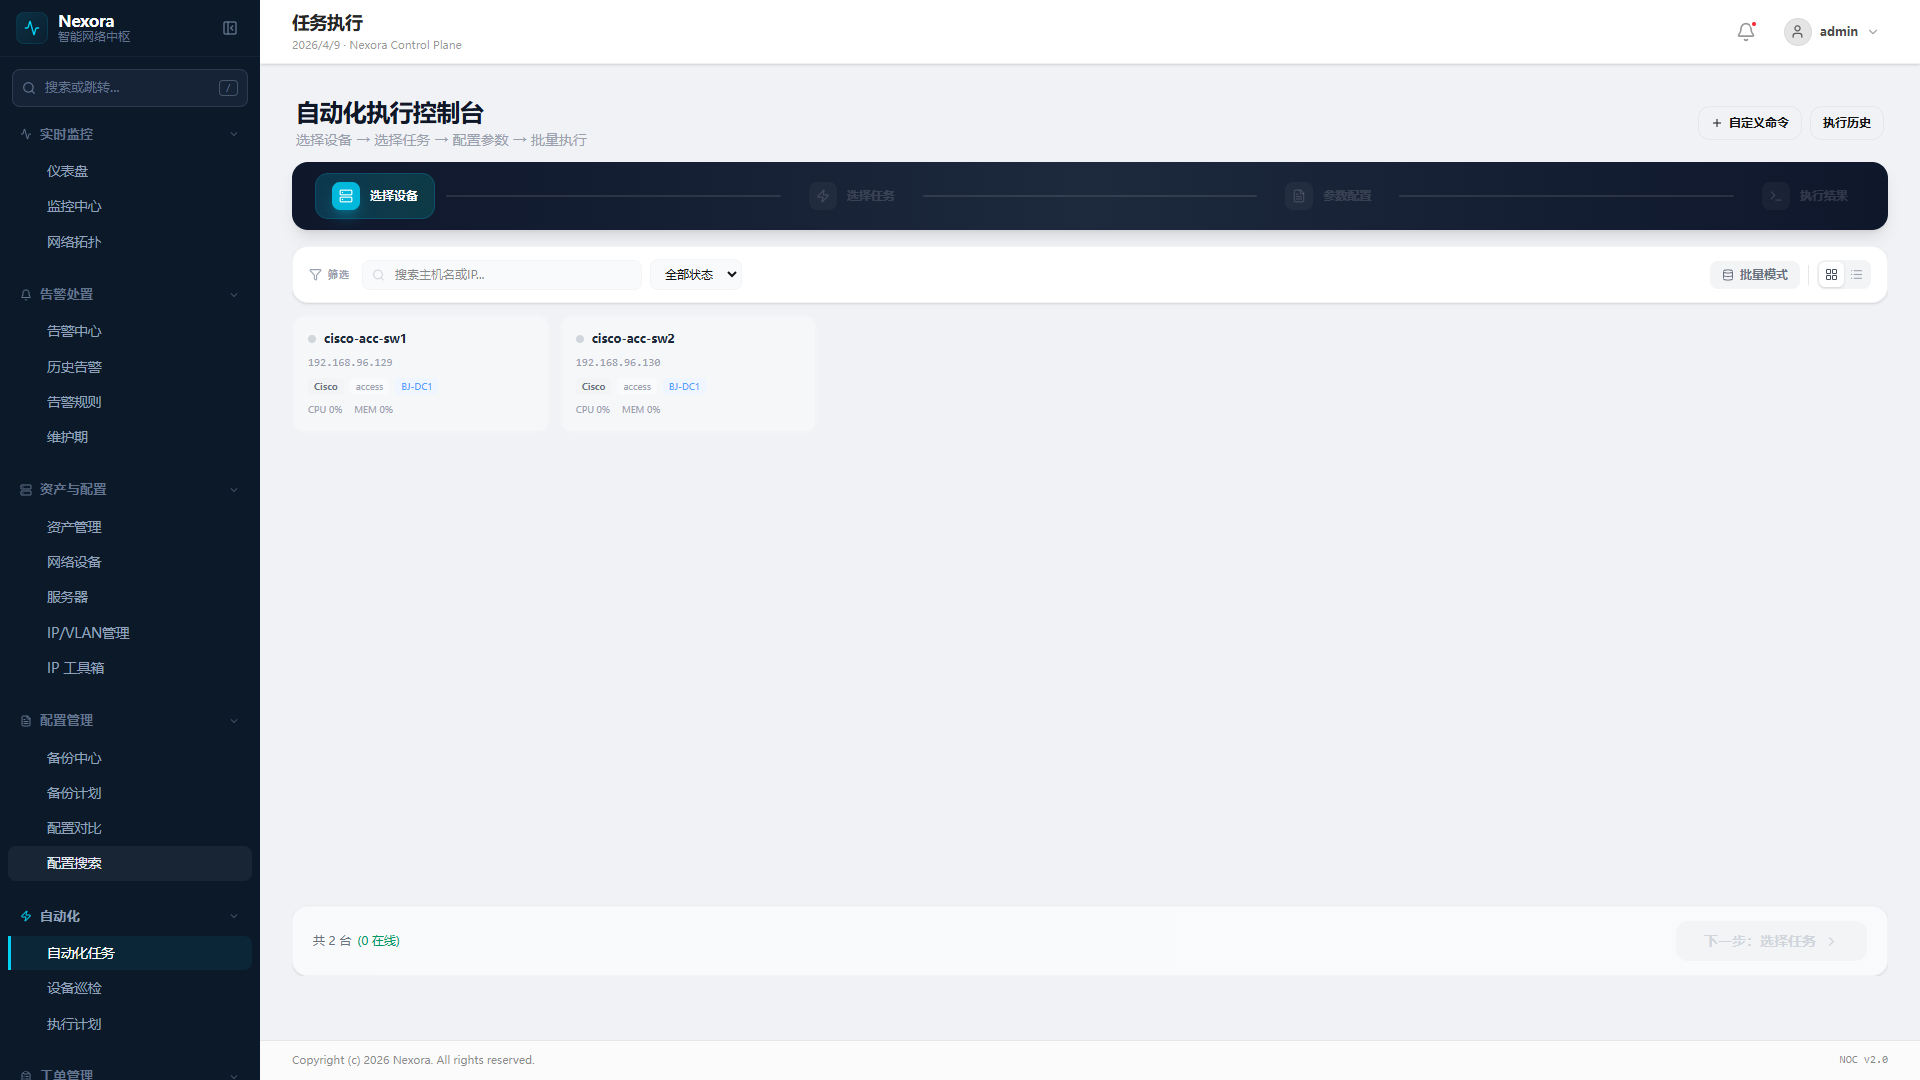 Nexora
智能网络中枢
搜索或跳转... /
实时监控
仪表盘
监控中心
网络拓扑
告警处置
告警中心
历史告警
告警规则
维护期
资产与配置
资产管理
网络设备
服务器
IP/VLAN管理
IP 工具箱
配置管理
备份中心
备份计划
配置对比
配置搜索
自动化
自动化任务
设备巡检
执行计划
工单管理
任务执行
2026/4/9 · Nexora Control Plane
admin
自动化执行控制台
选择设备 → 选择任务 → 配置参数 → 批量执行
+ 自定义命令
执行历史
选择设备
选择任务
参数配置
执行结果
筛选
搜索主机名或IP...
全部状态
批量模式
cisco-acc-sw1
192.168.96.129
Cisco access BJ-DC1
CPU 0% MEM 0%
cisco-acc-sw2
192.168.96.130
Cisco access BJ-DC1
CPU 0% MEM 0%
共 2 台 (0 在线)
下一步：选择任务
Copyright (c) 2026 Nexora. All rights reserved.
NOC v2.0